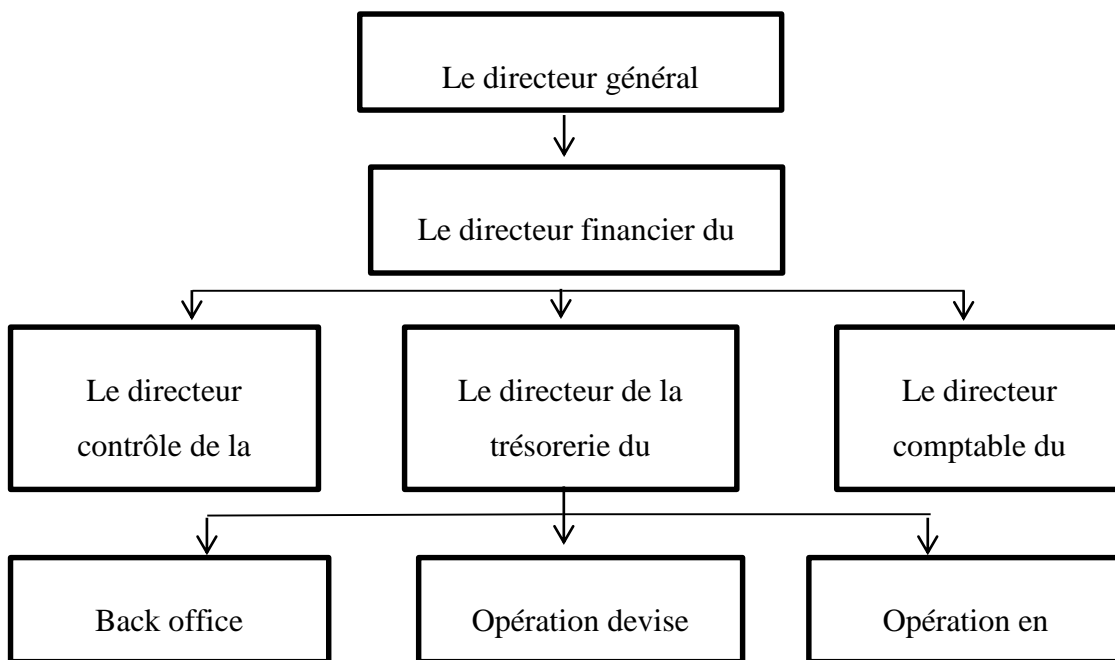 Le directeur général
Le directeur financier du
Le directeur
contrôle de la
Le directeur de la
trésorerie du
Le directeur
comptable du
Back office
Opération devise
Opération en